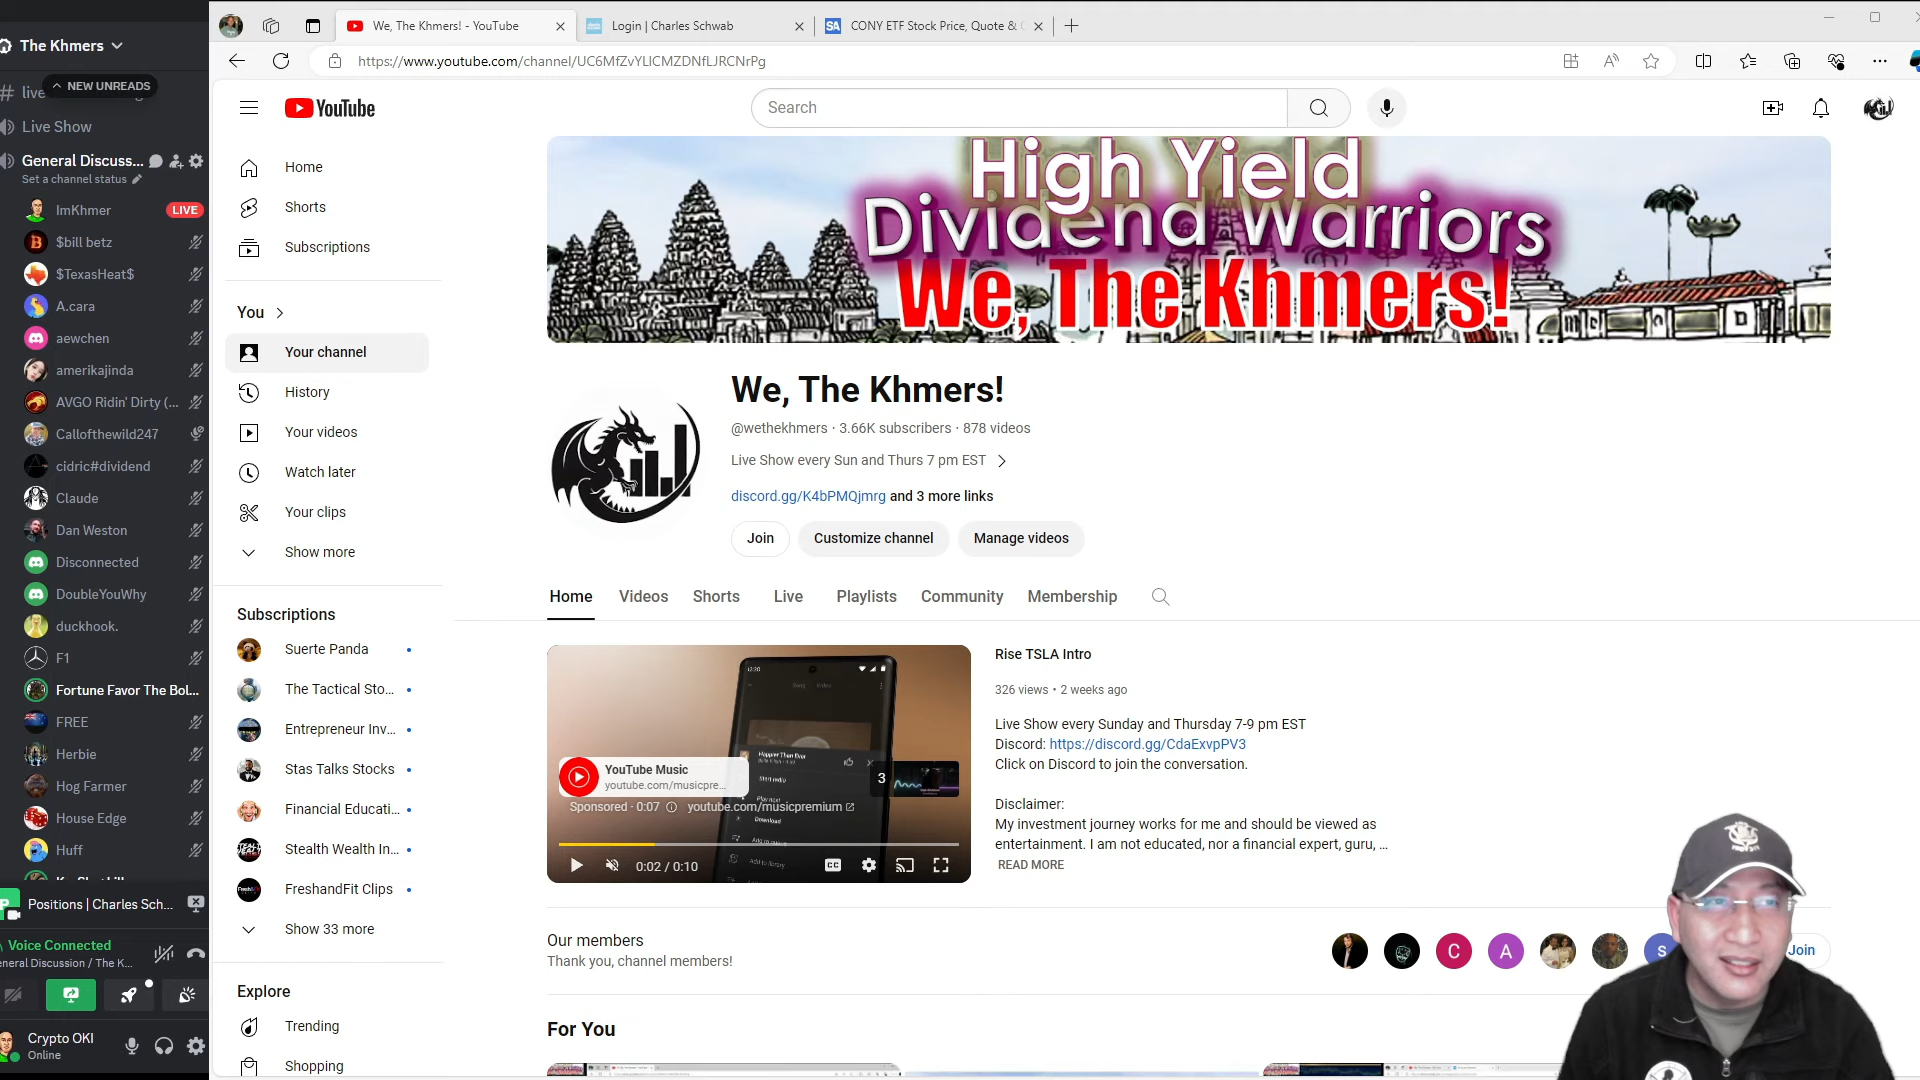 The Khmers
NEW UNREADS
live
Live Show
General Discuss...
Set a channel status
ImKhmer
LIVE
$bill betz
$TexasHeat$
A.cara
aewchen
amerikajinda
AVGO Ridin' Dirty (...
Callofthewild247
cidric#dividend
Claude
Dan Weston
Disconnected
DoubleYouWhy
duckhook.
F1
Fortune Favor The Bol...
FREE
Herbie
Hog Farmer
House Edge
Huff
Positions | Charles Sch...
Voice Connected
eneral Discussion / The K...
Crypto OKI
Online
We, The Khmers! - YouTube
Login | Charles Schwab
SA
CONY ETF Stock Price, Quote &
https://www.youtube.com/channel/UC6MfZvYLlCMZDNfLJRCNrPg
YouTube
Search
Home
Shorts
Subscriptions
You
Your channel
History
Your videos
Watch later
Your clips
Show more
Subscriptions
Suerte Panda
The Tactical Sto...
Entrepreneur Inv...
Stas Talks Stocks
Financial Educati...
Stealth Wealth In...
FreshandFit Clips
Show 33 more
Explore
Trending
Shopping
High Yield
Dividend Warriors
We, The Khmers!
We, The Khmers!
@wethekhmers · 3.66K subscribers · 878 videos
Live Show every Sun and Thurs 7 pm EST
discord.gg/K4bPMQjmrg and 3 more links
Join
Customize channel
Manage videos
Home
Videos
Shorts
Live
Playlists
Community
Membership
YouTube Music
youtube.com/musicpre...
Sponsored · 0:07
youtube.com/musicpremium
3
Download
0:02 / 0:10
CC
Rise TSLA Intro
326 views • 2 weeks ago
Live Show every Sunday and Thursday 7-9 pm EST
Discord: https://discord.gg/CdaExvpPV3
Click on Discord to join the conversation.
Disclaimer:
My investment journey works for me and should be viewed as
entertainment. I am not educated, nor a financial expert, guru, ...
READ MORE
Our members
Thank you, channel members!
C
A
S
Join
For You